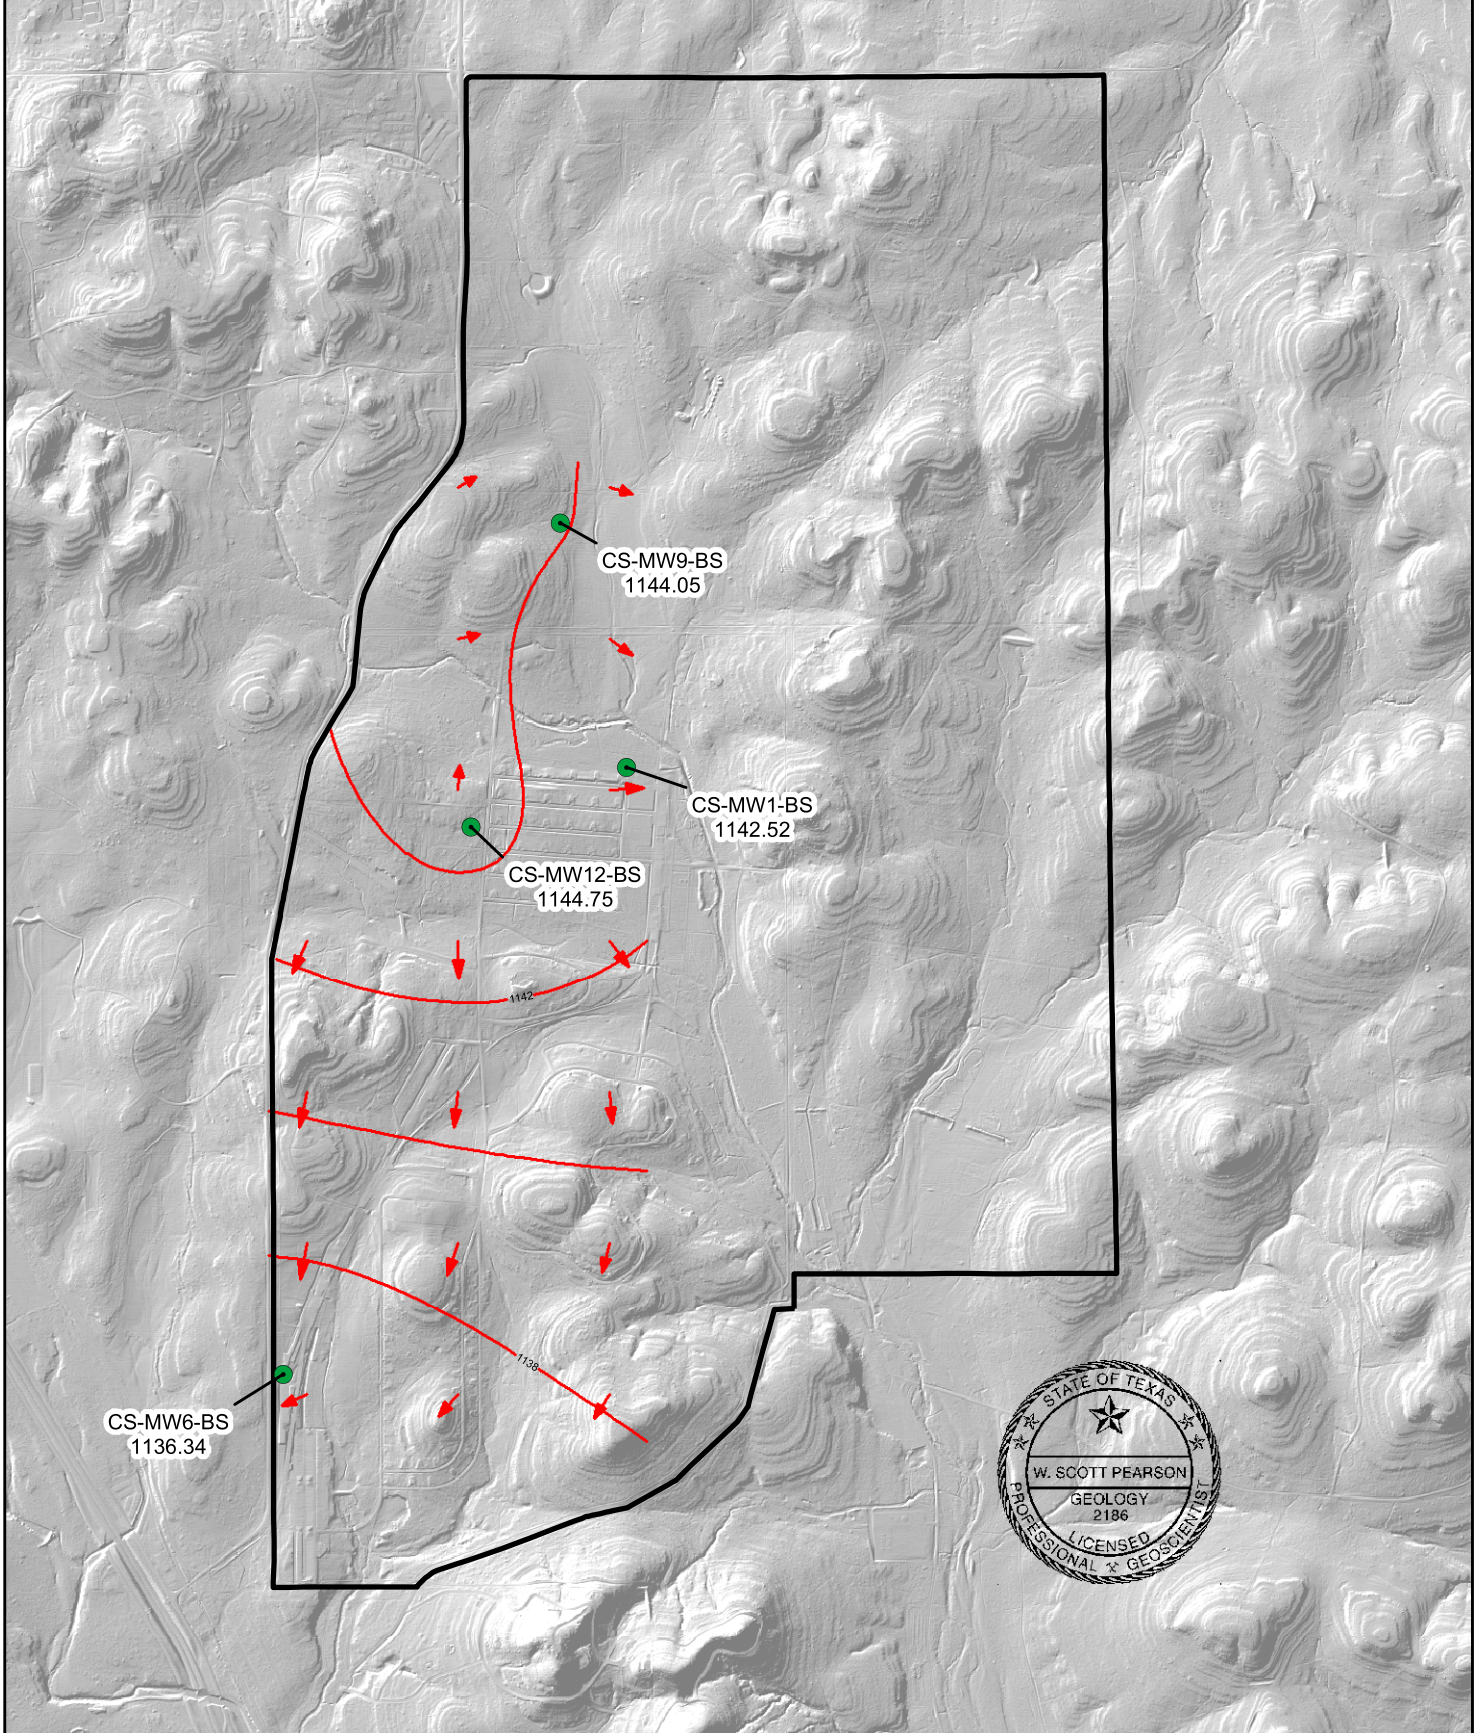 CS-MW9-BS
1144.05
CS-MW1-BS
1142.52
CS-MW12-BS
1144.75
1142
1138
CS-MW6-BS
1136.34
STATE OF TEXAS
W. SCOTT PEARSON
GEOLOGY
2186
LICENSED
PROFESSIONAL GEOSCIENTIST